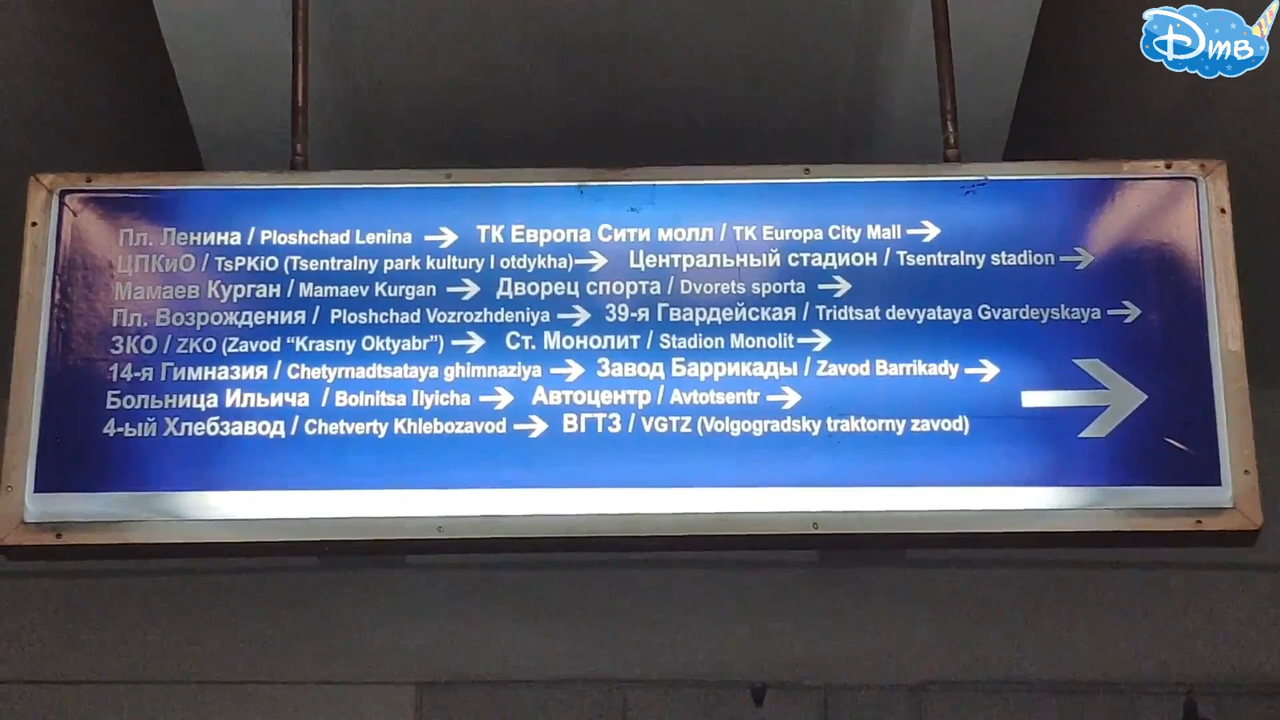 DmB
Пл. Ленина / Ploshchad Lenina → ТК Европа Сити молл / TK Europa City Mall →
ЦПКиО / TsPKiO (Tsentralny park kultury I otdykha) → Центральный стадион / Tsentralny stadion →
Мамаев Курган / Mamaev Kurgan → Дворец спорта / Dvorets sporta →
Пл. Возрождения / Ploshchad Vozrozhdeniya → 39-я Гвардейская / Tridtsat devyataya Gvardeyskaya →
ЗКО / ZKO (Zavod “Krasny Oktyabr”) → Ст. Монолит / Stadion Monolit →
14-я Гимназия / Chetyrnadtsataya ghimnaziya → Завод Баррикады / Zavod Barrikady →
Больница Ильича / Bolnitsa Ilyicha → Автоцентр / Avtotsentr →
4-ый Хлебзавод / Chetverty Khlebozavod → ВГТЗ / VGTZ (Volgogradsky traktorny zavod)